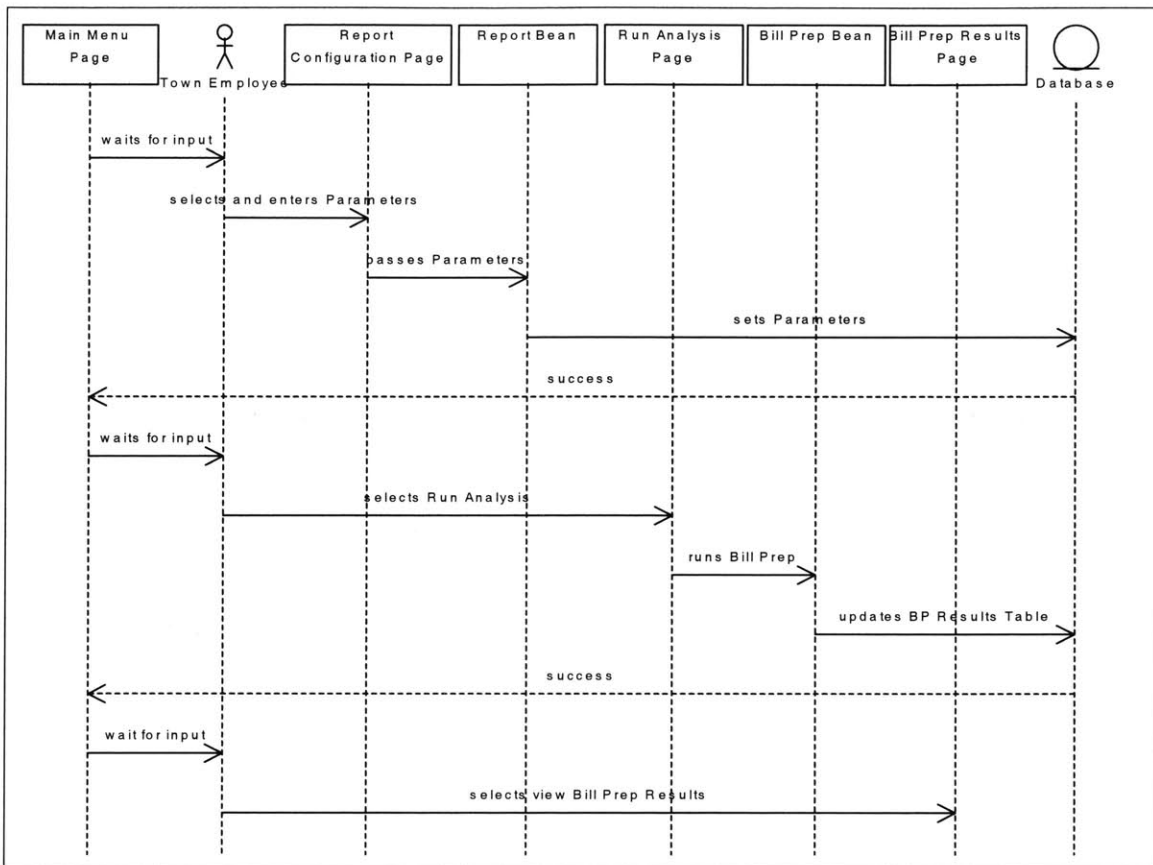 Main Menu
Page
Town Employee
Report
Configuration Page
Report Bean
Run Analysis
Page
Bill Prep Bean
Bill Prep Results
Page
Database
waits for input
selects and enters Parameters
passes Parameters
sets Parameters
success
waits for input
selects Run Analysis
runs Bill Prep
updates BP Results Table
success
wait for input
selects view Bill Prep Results